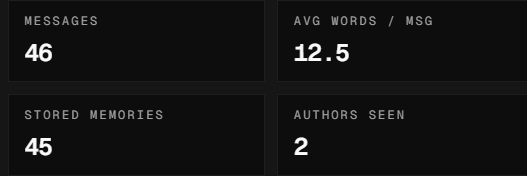 MESSAGES
46
AVG WORDS / MSG
12.5
STORED MEMORIES
45
AUTHORS SEEN
2